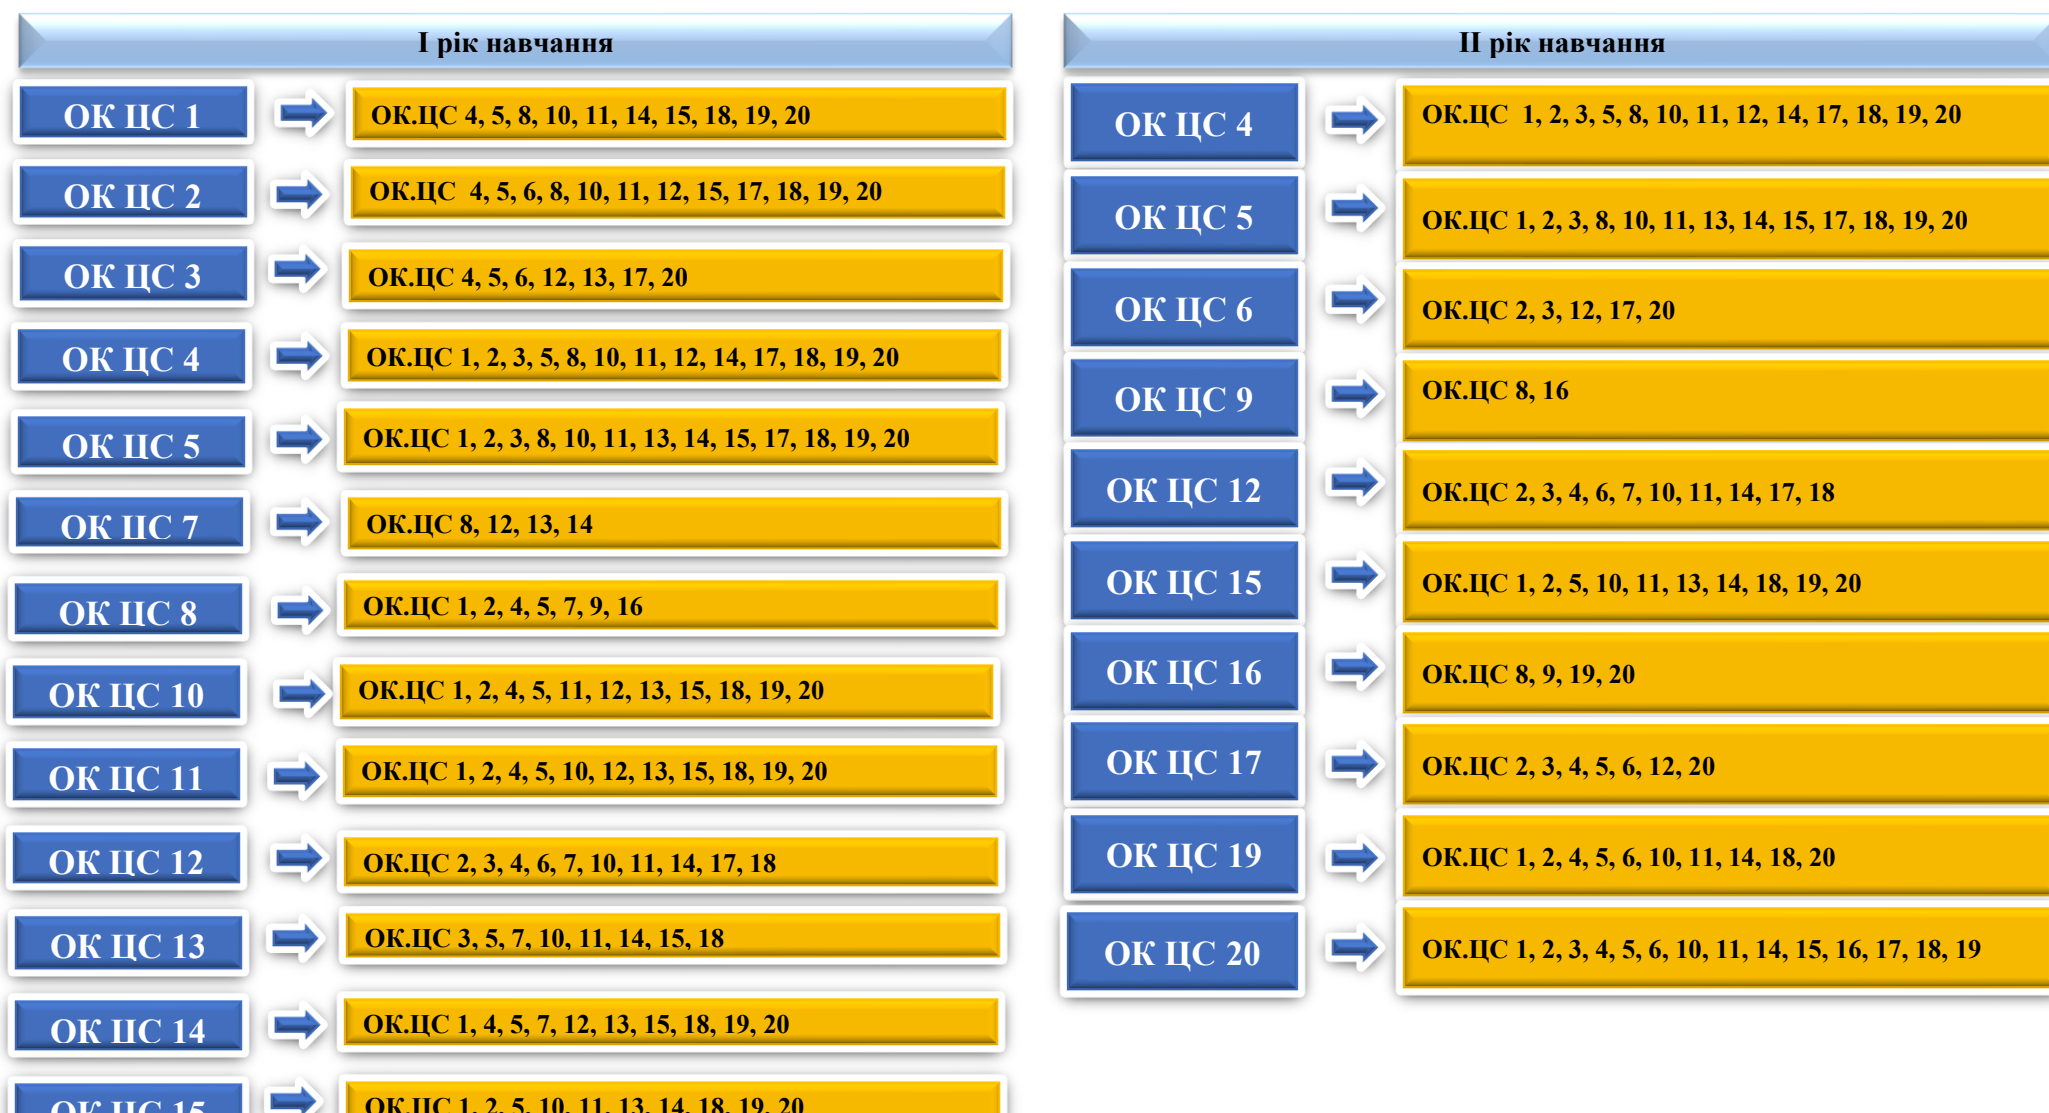 І рік навчання
ОК ЦС 1
ОК.ЦС 4, 5, 8, 10, 11, 14, 15, 18, 19, 20
ОК ЦС 2
ОК.ЦС 4, 5, 6, 8, 10, 11, 12, 15, 17, 18, 19, 20
ОК ЦС 3
ОК.ЦС 4, 5, 6, 12, 13, 17, 20
ОК ЦС 4
ОК.ЦС 1, 2, 3, 5, 8, 10, 11, 12, 14, 17, 18, 19, 20
ОК ЦС 5
ОК.ЦС 1, 2, 3, 8, 10, 11, 13, 14, 15, 17, 18, 19, 20
ОК ЦС 7
ОК.ЦС 8, 12, 13, 14
ОК ЦС 8
ОК.ЦС 1, 2, 4, 5, 7, 9, 16
ОК ЦС 10
ОК.ЦС 1, 2, 4, 5, 11, 12, 13, 15, 18, 19, 20
ОК ЦС 11
ОК.ЦС 1, 2, 4, 5, 10, 12, 13, 15, 18, 19, 20
ОК ЦС 12
ОК.ЦС 2, 3, 4, 6, 7, 10, 11, 14, 17, 18
ОК ЦС 13
ОК.ЦС 3, 5, 7, 10, 11, 14, 15, 18
ОК ЦС 14
ОК.ЦС 1, 4, 5, 7, 12, 13, 15, 18, 19, 20
ОК ЦС 15
ОК.ЦС 1, 2, 5, 10, 11, 13, 14, 18, 19, 20
ІІ рік навчання
ОК ЦС 4
ОК.ЦС 1, 2, 3, 5, 8, 10, 11, 12, 14, 17, 18, 19, 20
ОК ЦС 5
ОК.ЦС 1, 2, 3, 8, 10, 11, 13, 14, 15, 17, 18, 19, 20
ОК ЦС 6
ОК.ЦС 2, 3, 12, 17, 20
ОК ЦС 9
ОК.ЦС 8, 16
ОК ЦС 12
ОК.ЦС 2, 3, 4, 6, 7, 10, 11, 14, 17, 18
ОК ЦС 15
ОК.ЦС 1, 2, 5, 10, 11, 13, 14, 18, 19, 20
ОК ЦС 16
ОК.ЦС 8, 9, 19, 20
ОК ЦС 17
ОК.ЦС 2, 3, 4, 5, 6, 12, 20
ОК ЦС 19
ОК.ЦС 1, 2, 4, 5, 6, 10, 11, 14, 18, 20
ОК ЦС 20
ОК.ЦС 1, 2, 3, 4, 5, 6, 10, 11, 14, 15, 16, 17, 18, 19